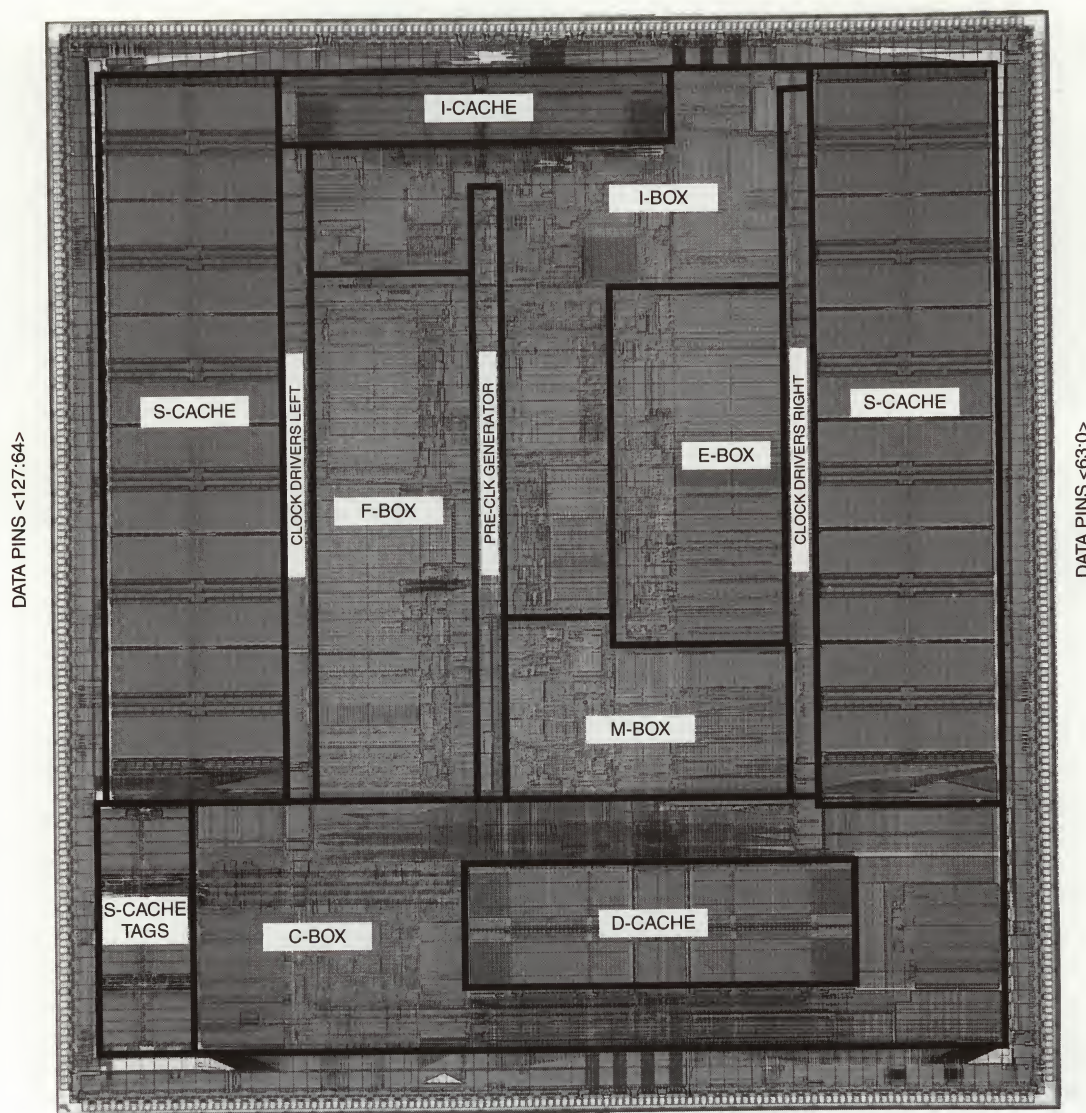 I-CACHE
I-BOX
S-CACHE
S-CACHE
CLOCK DRIVERS LEFT
PRE-CLK GENERATOR
CLOCK DRIVERS RIGHT
E-BOX
F-BOX
DATA PINS <127:64>
DATA PINS <63:0>
M-BOX
S-CACHE
TAGS
C-BOX
D-CACHE